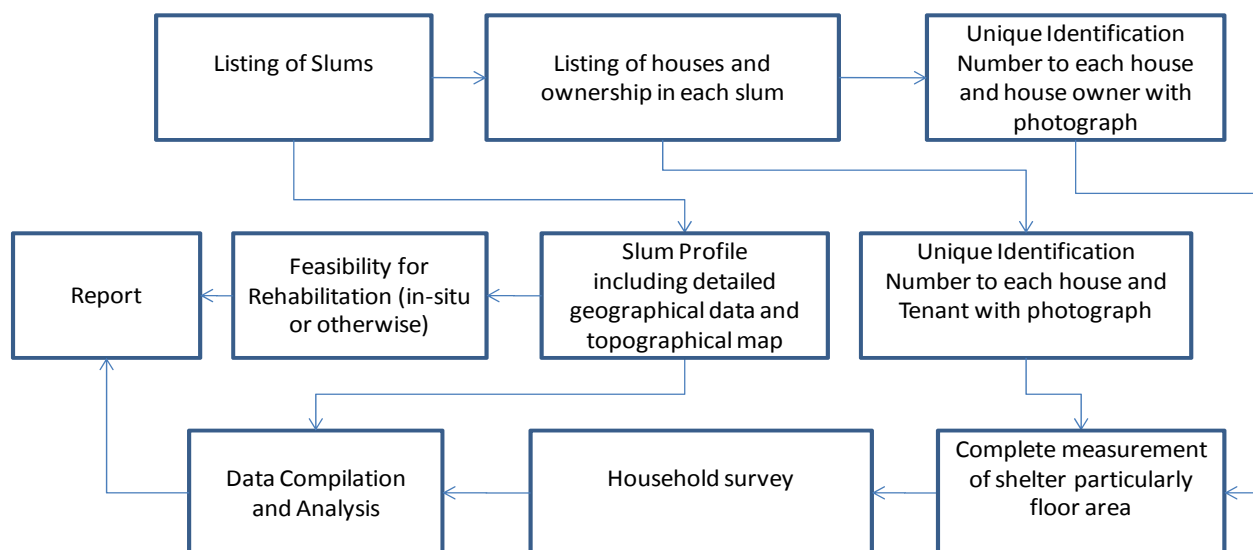 Listing of Slums
Listing of houses and
ownership in each slum
Unique Identification
Number to each house
and house owner with
photograph
Report
Feasibility for
Rehabilitation (in-situ
or otherwise)
Slum Profile
including detailed
geographical data and
topographical map
Unique Identification
Number to each house and
Tenant with photograph
Data Compilation
and Analysis
Household survey
Complete measurement
of shelter particularly
floor area